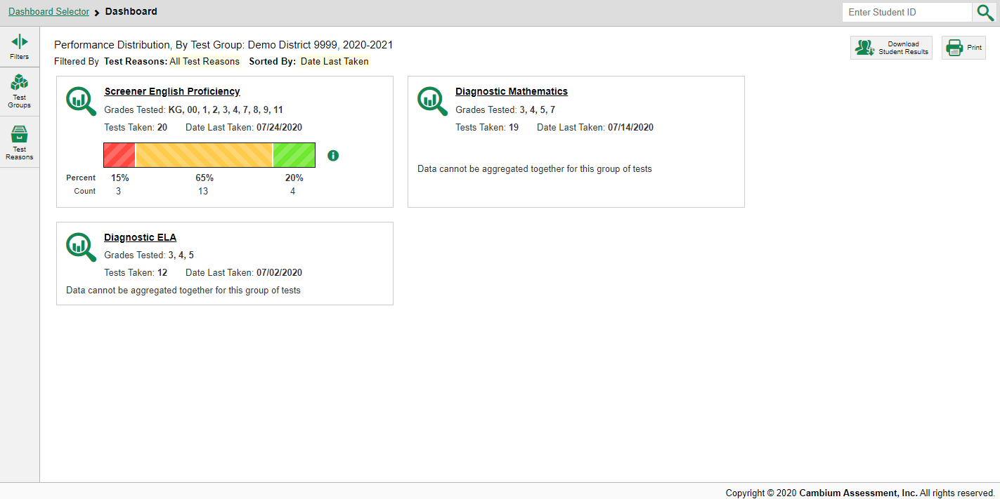 Dashboard Selector > Dashboard
Enter Student ID
Filters
Test
Groups
Test
Reasons
Performance Distribution, By Test Group: Demo District 9999, 2020-2021
Filtered By Test Reasons: All Test Reasons Sorted By: Date Last Taken
Download
Student Results
Print
Screener English Proficiency
Grades Tested: KG, 00, 1, 2, 3, 4, 7, 8, 9, 11
Tests Taken: 20 Date Last Taken: 07/24/2020
Percent 15% 65% 20%
Count 3 13 4
Diagnostic Mathematics
Grades Tested: 3, 4, 5, 7
Tests Taken: 19 Date Last Taken: 07/14/2020
Data cannot be aggregated together for this group of tests
Diagnostic ELA
Grades Tested: 3, 4, 5
Tests Taken: 12 Date Last Taken: 07/02/2020
Data cannot be aggregated together for this group of tests
Copyright © 2020 Cambium Assessment, Inc. All rights reserved.